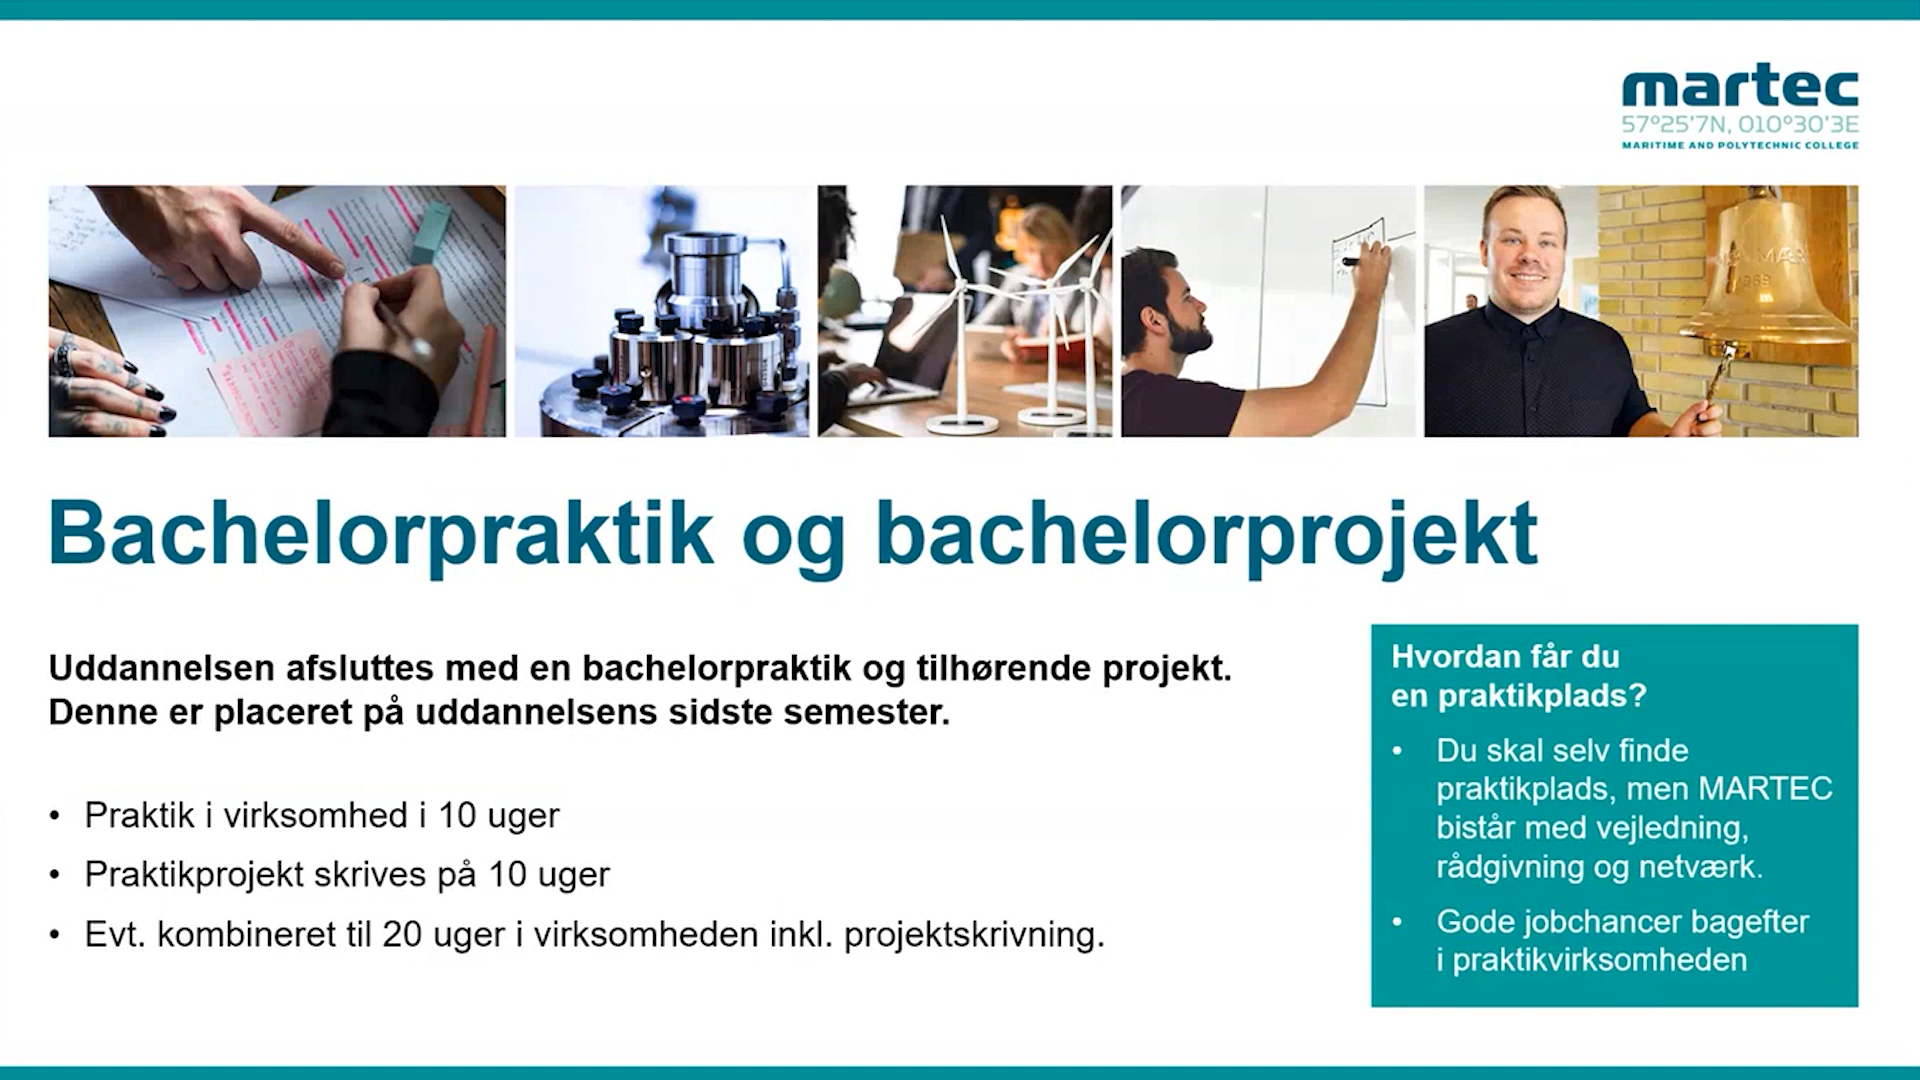 martec
57°25'7N, 010°30'3E
MARITIME AND POLYTECHNIC COLLEGE
Bachelorpraktik og bachelorprojekt
Uddannelsen afsluttes med en bachelorpraktik og tilhørende projekt.
Denne er placeret på uddannelsens sidste semester.
• Praktik i virksomhed i 10 uger
• Praktikprojekt skrives på 10 uger
• Evt. kombineret til 20 uger i virksomheden inkl. projektskrivning.
Hvordan får du
en praktikplads?
• Du skal selv finde
praktikplads, men MARTEC
bistår med vejledning,
rådgivning og netværk.
• Gode jobchancer bagefter
i praktikvirksomheden